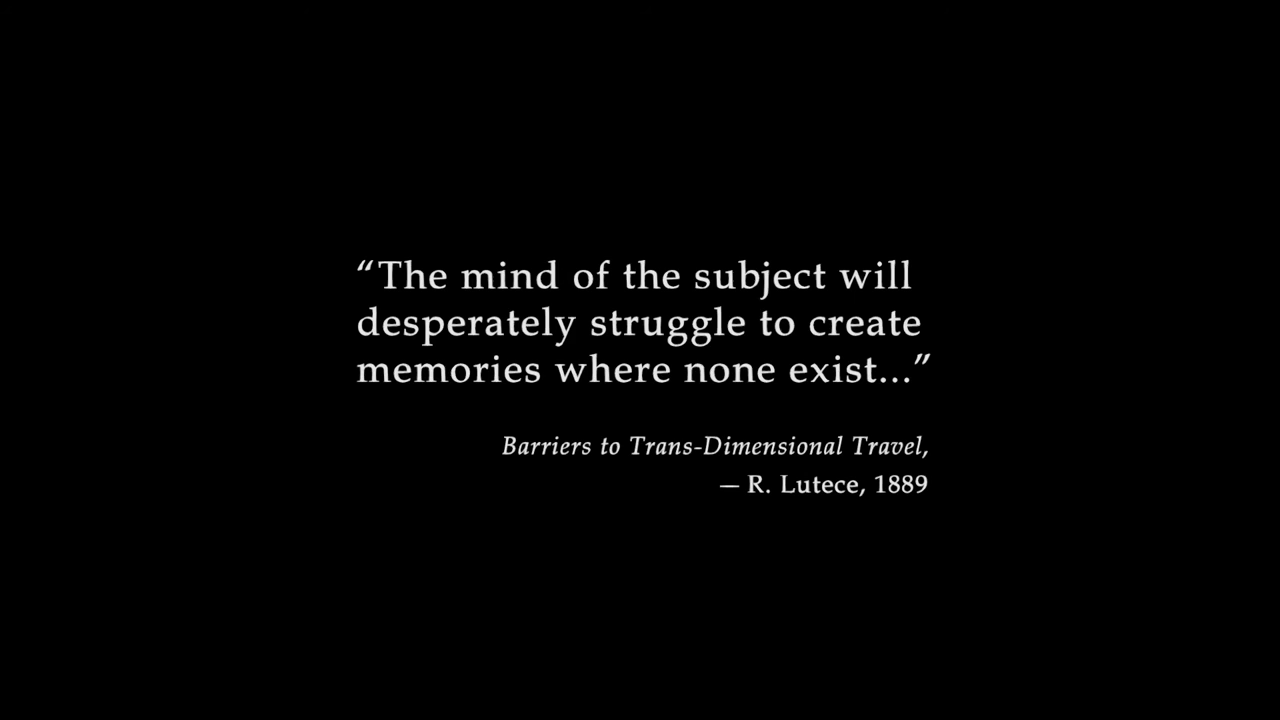 “The mind of the subject will
desperately struggle to create
memories where none exist...”
Barriers to Trans-Dimensional Travel,
— R. Lutece, 1889